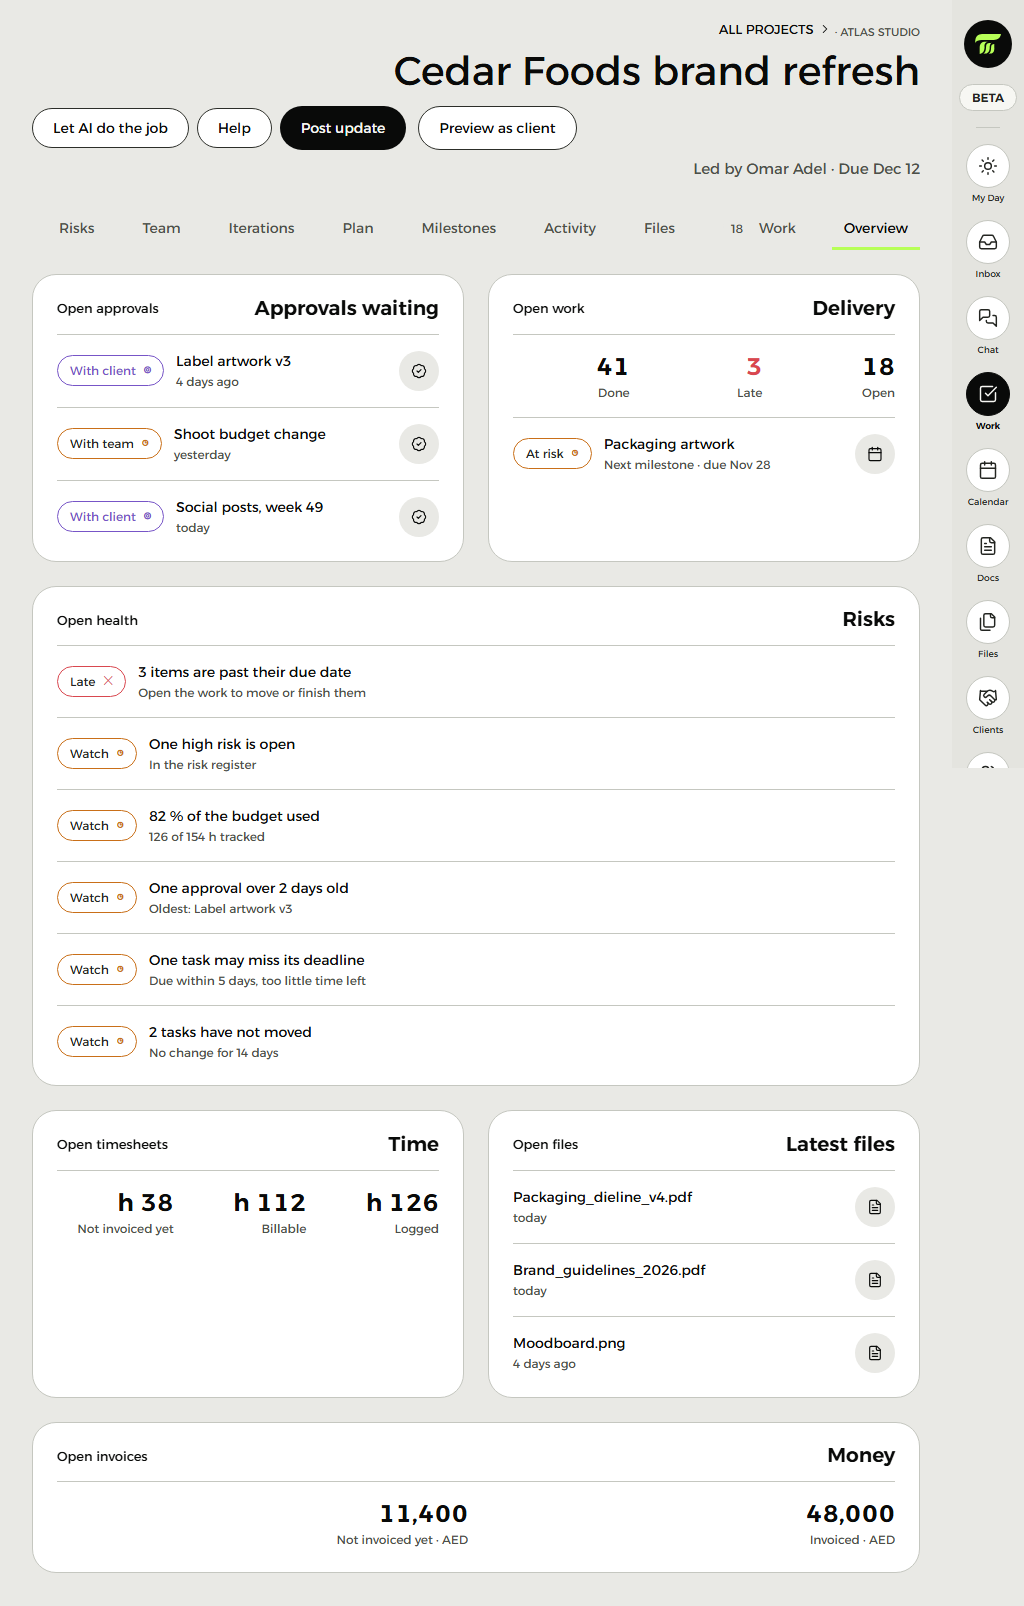 ALL PROJECTS > · ATLAS STUDIO
Cedar Foods brand refresh
Let AI do the job
Help
Post update
Preview as client
Led by Omar Adel · Due Dec 12
Risks
Team
Iterations
Plan
Milestones
Activity
Files
18 Work
Overview
Open approvals
Approvals waiting
With client
Label artwork v3
4 days ago
With team
Shoot budget change
yesterday
With client
Social posts, week 49
today
Open work
Delivery
41
Done
3
Late
18
Open
At risk
Packaging artwork
Next milestone · due Nov 28
Open health
Risks
Late
3 items are past their due date
Open the work to move or finish them
Watch
One high risk is open
In the risk register
Watch
82 % of the budget used
126 of 154 h tracked
Watch
One approval over 2 days old
Oldest: Label artwork v3
Watch
One task may miss its deadline
Due within 5 days, too little time left
Watch
2 tasks have not moved
No change for 14 days
Open timesheets
Time
h 38
Not invoiced yet
h 112
Billable
h 126
Logged
Open files
Latest files
Packaging_dieline_v4.pdf
today
Brand_guidelines_2026.pdf
today
Moodboard.png
4 days ago
Open invoices
Money
11,400
Not invoiced yet · AED
48,000
Invoiced · AED
BETA
My Day
Inbox
Chat
Work
Calendar
Docs
Files
Clients